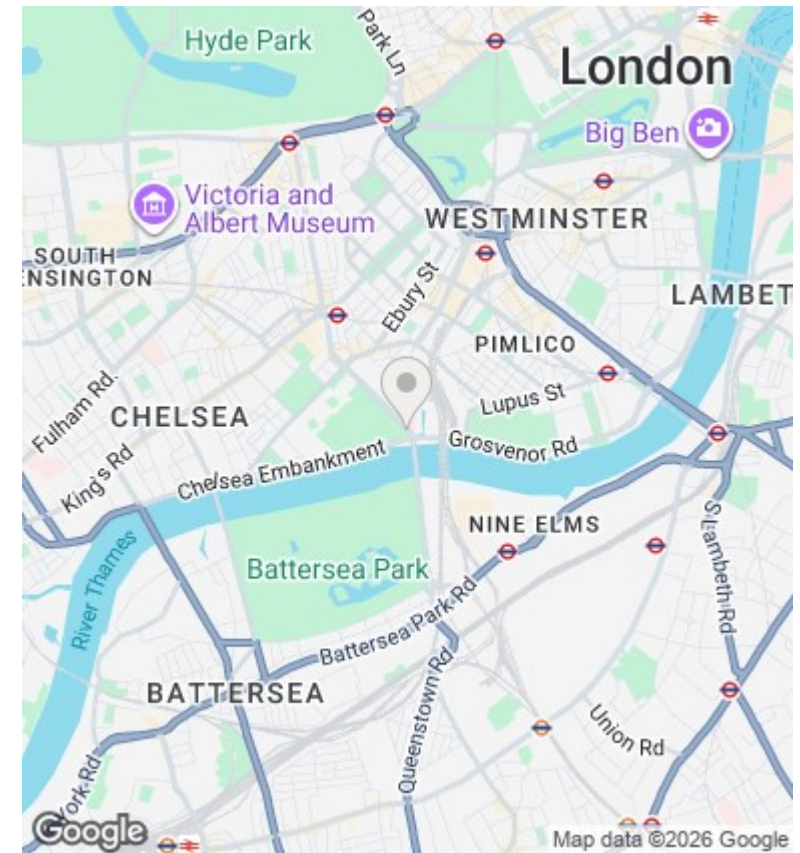 Hyde Park
Park Ln
London
Big Ben
Victoria and
Albert Museum
WESTMINSTER
SOUTH
ENSINGTON
Ebury St
LAMBET
PIMLICO
Fulham Rd.
Lupus St
CHELSEA
King's Rd
Grosvenor Rd
Chelsea Embankment
NINE ELMS
S Lambeth Rd
River Thames
Battersea Park
Battersea Park Rd
BATTERSEA
Queenstown Rd
Union Rd
York Rd
Google
Map data ©2026 Google